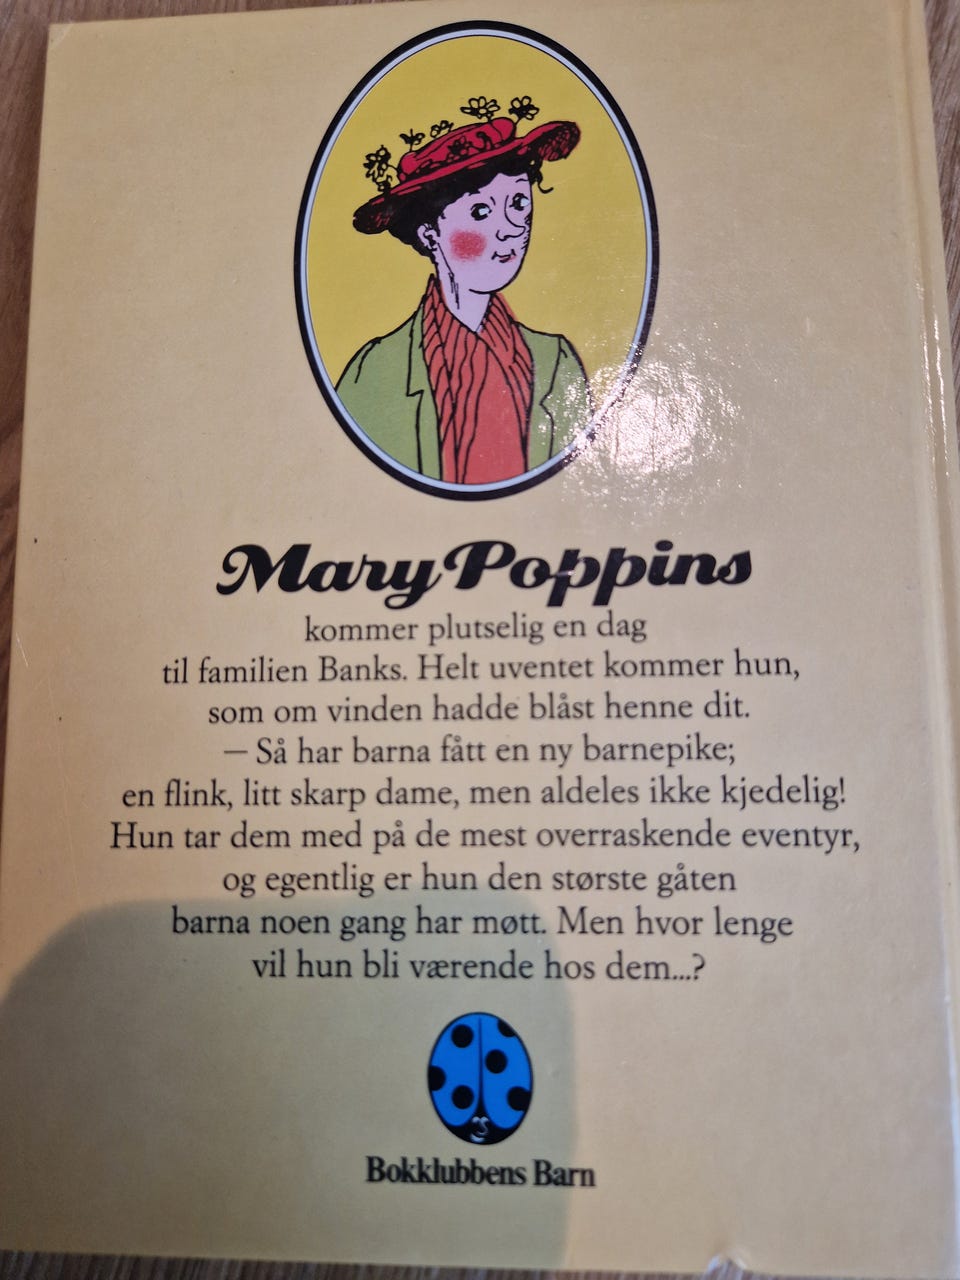 Mary Poppins
kommer plutselig en dag
til familien Banks. Helt uventet kommer hun,
som om vinden hadde blåst henne dit.
— Så har barna fått en ny barnepike;
en flink, litt skarp dame, men aldeles ikke kjedelig!
Hun tar dem med på de mest overraskende eventyr,
og egentlig er hun den største gåten
barna noen gang har møtt. Men hvor lenge
vil hun bli værende hos dem...?
Bokklubbens Barn